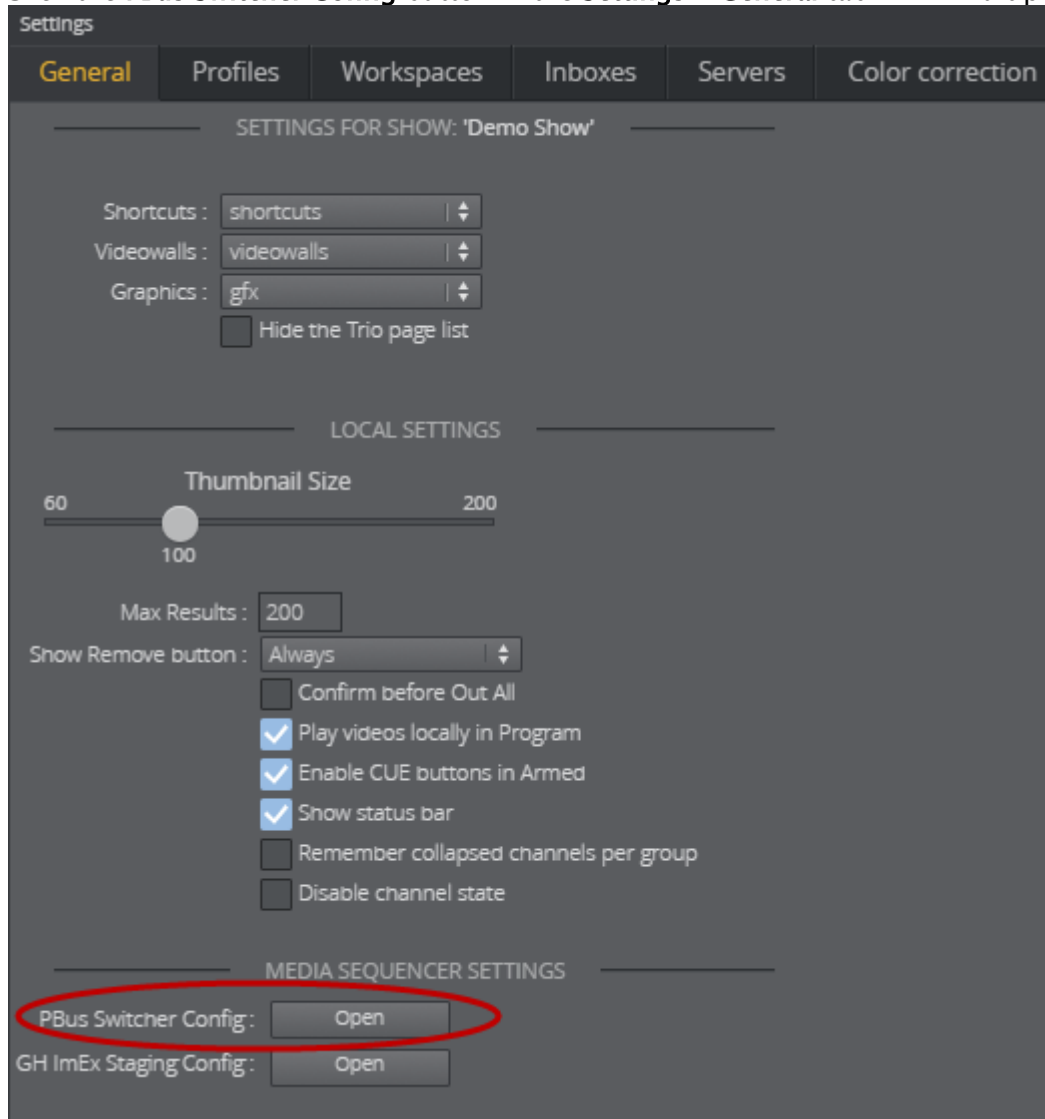 Settings
General Profiles Workspaces Inboxes Servers Color correction
SETTINGS FOR SHOW: 'Demo Show'
Shortcuts : shortcuts
Videowalls : videowalls
Graphics : gfx
Hide the Trio page list
LOCAL SETTINGS
Thumbnail Size
60 200
100
Max Results : 200
Show Remove button : Always
Confirm before Out All
Play videos locally in Program
Enable CUE buttons in Armed
Show status bar
Remember collapsed channels per group
Disable channel state
MEDIA SEQUENCER SETTINGS
PBus Switcher Config : Open
GH ImEx Staging Config : Open